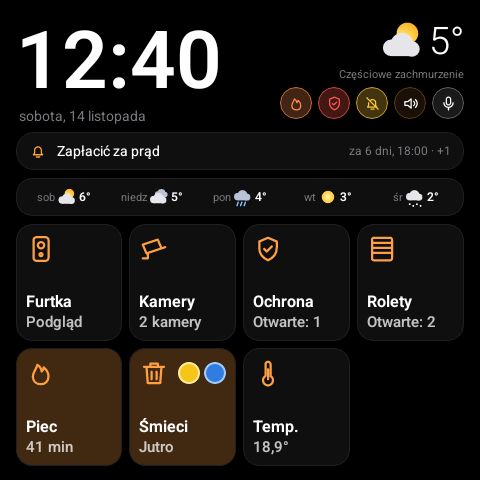 12:40
5°
Częściowe zachmurzenie
sobota, 14 listopada
Zapłacić za prąd
za 6 dni, 18:00 · +1
sob 6° niedz 5° pon 4° wt 3° śr 2°
Furtka
Podgląd
Kamery
2 kamery
Ochrona
Otwarte: 1
Rolety
Otwarte: 2
Piec
41 min
Śmieci
Jutro
Temp.
18,9°